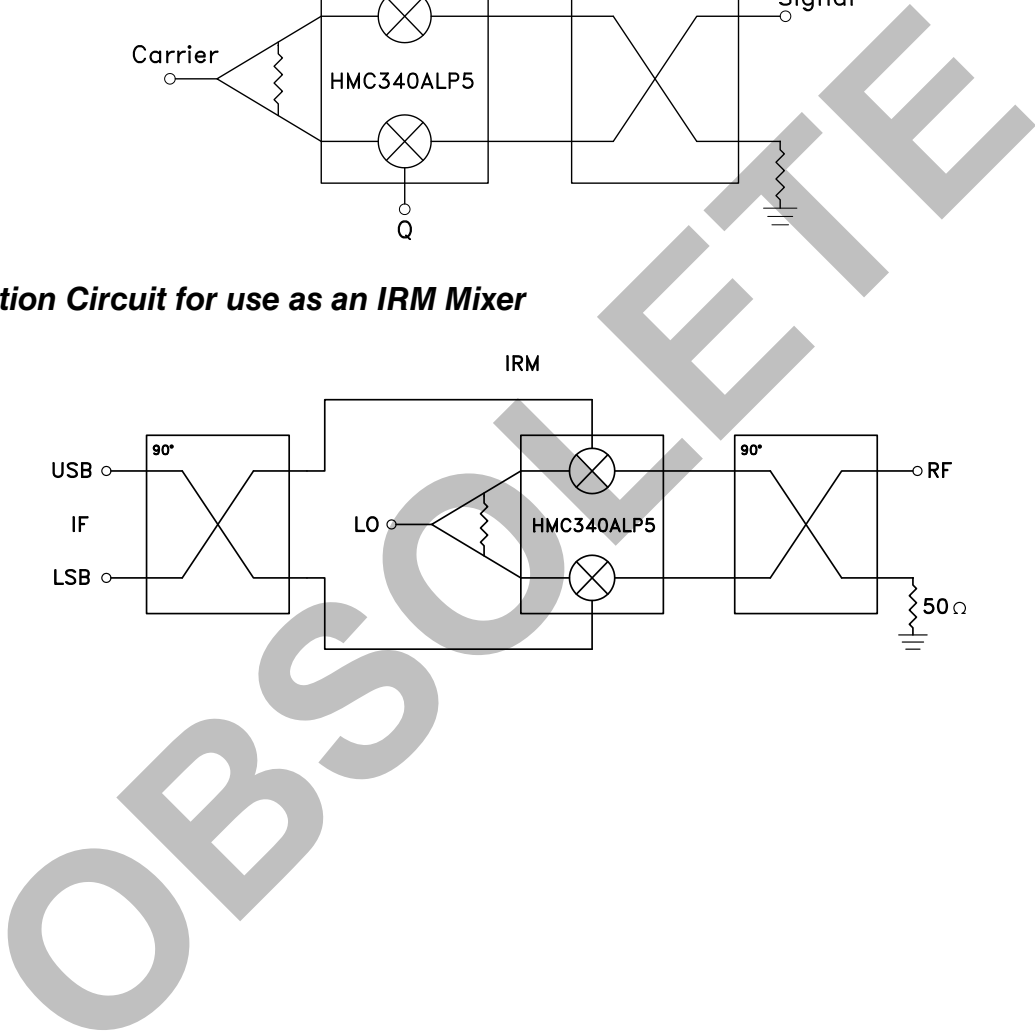 Signal
Carrier
HMC340ALP5
Q
tion Circuit for use as an IRM Mixer
IRM
90°
90°
USB
RF
IF
LO
HMC340ALP5
LSB
50 Ω
OBSOLETE